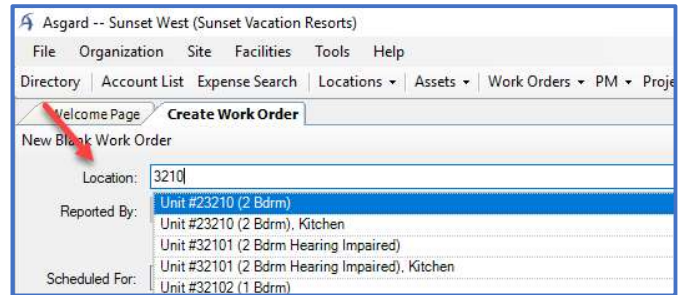 Asgard -- Sunset West (Sunset Vacation Resorts)
File Organization Site Facilities Tools Help
Directory Account List Expense Search Locations Assets Work Orders PM Proje
Welcome Page Create Work Order
New Blank Work Order
Location: 3210
Unit #23210 (2 Bdrm)
Reported By:
Unit #23210 (2 Bdrm), Kitchen
Unit #32101 (2 Bdrm Hearing Impaired)
Unit #32101 (2 Bdrm Hearing Impaired), Kitchen
Scheduled For:
Unit #32102 (1 Bdrm)